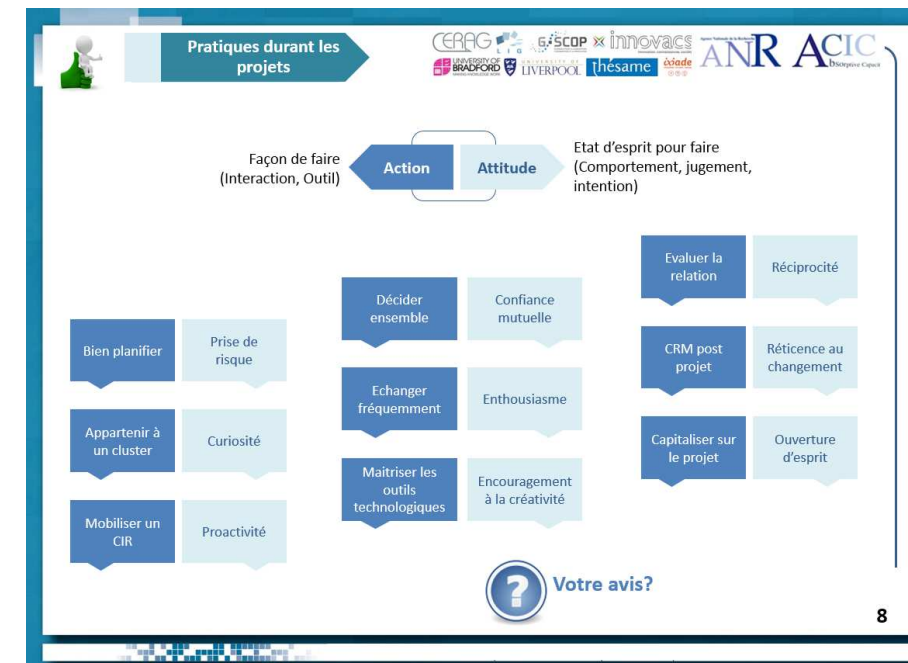 Pratiques durant les
projets
CERAG
LIG
G-SCOP
innovacs
UNIVERSITY OF
BRADFORD
UNIVERSITY OF
LIVERPOOL
thésame
ixiade
ANR
ACIC
Absorptive Capacit
Façon de faire
(Interaction, Outil)
Action
Attitude
Etat d'esprit pour faire
(Comportement, jugement,
intention)
Bien planifier
Prise de
risque
Appartenir à
un cluster
Curiosité
Mobiliser un
CIR
Proactivité
Décider
ensemble
Confiance
mutuelle
Echanger
fréquemment
Enthousiasme
Maitriser les
outils
technologiques
Encouragement
à la créativité
Evaluer la
relation
Réciprocité
CRM post
projet
Réticence au
changement
Capitaliser sur
le projet
Ouverture
d'esprit
?
Votre avis?
8